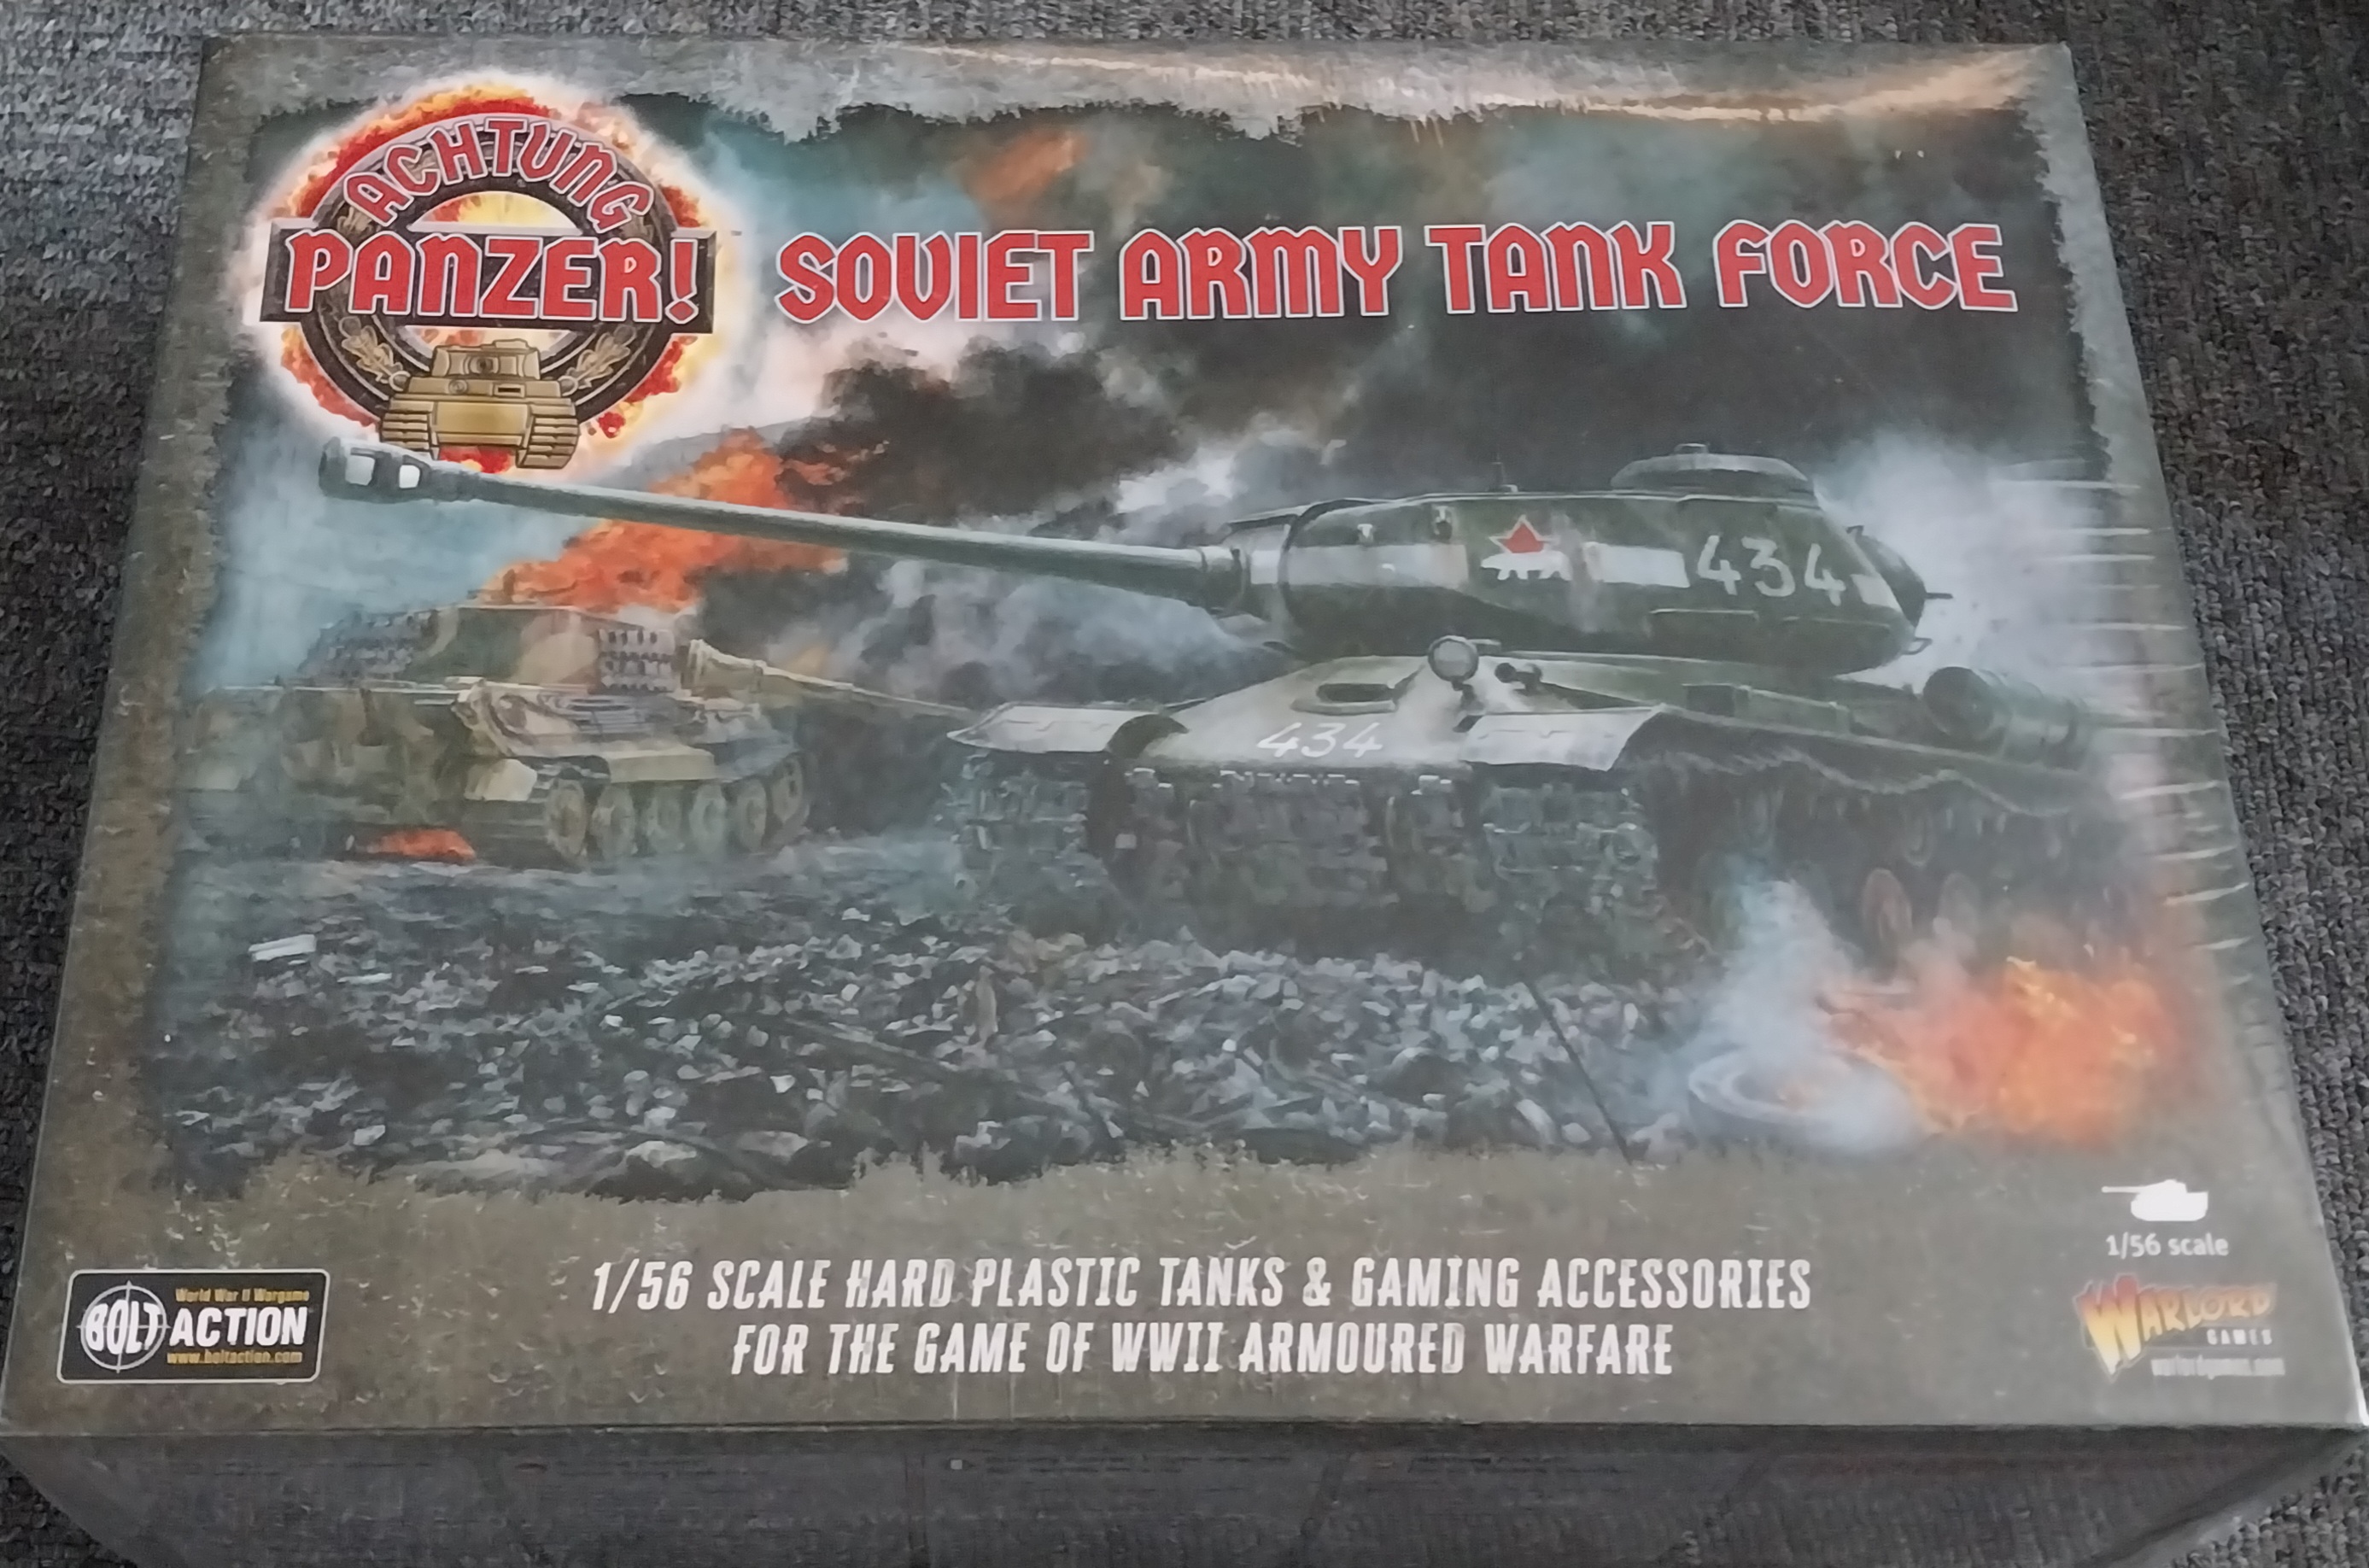 ACHTUNG
PANZER!
™
SOVIET ARMY TANK FORCE
434
434
1/56 scale
1/56 SCALE HARD PLASTIC TANKS & GAMING ACCESSORIES
FOR THE GAME OF WWII ARMOURED WARFARE
World War II Wargame
BOLT ACTION
www.boltaction.com
WARLORD
GAMES
warlordgames.com